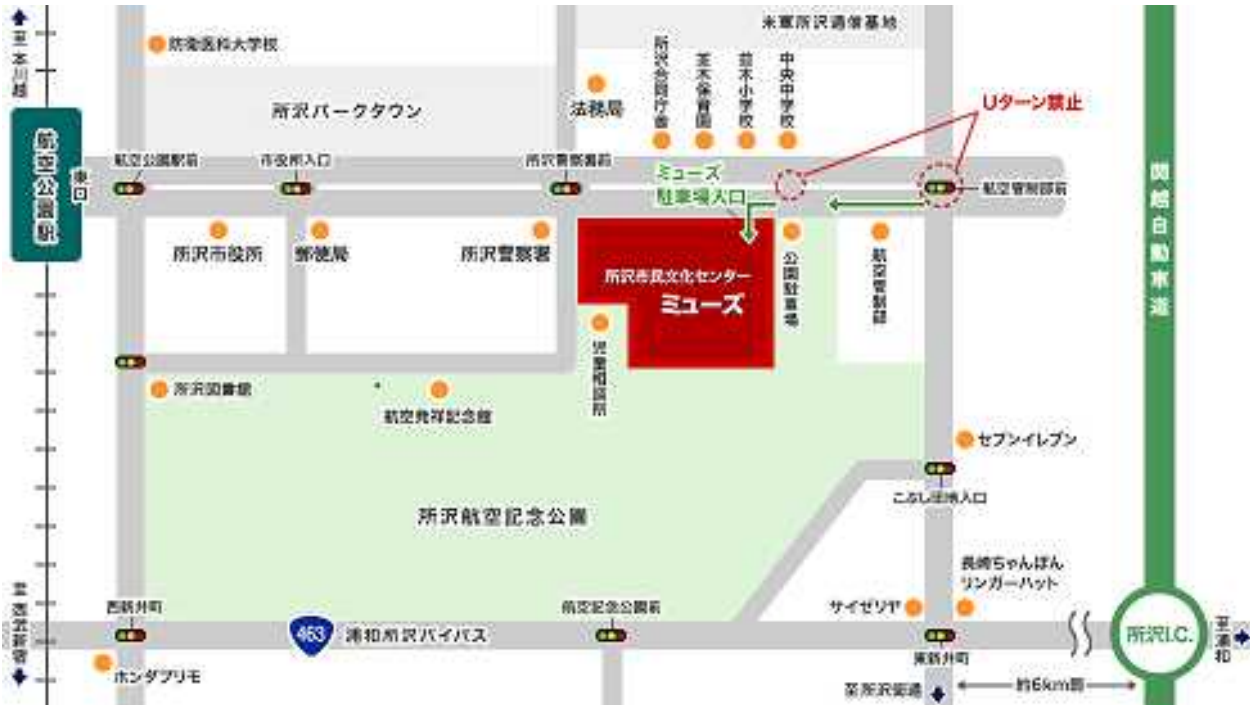 至本川越
防衛医科大学校
米軍所沢通信基地
所沢パークタウン
法務局
所沢合同庁舎
並木保育園
並木小学校
中央中学校
Uターン禁止
航空公園駅
東口
航空公園駅前
市役所入口
所沢警察署前
ミューズ
駐車場入口
航空管制部前
関越自動車道
所沢市役所
郵便局
所沢警察署
所沢市民文化センター
ミューズ
公園駐車場
航空管制部
児童相談所
所沢図書館
航空発祥記念館
セブンイレブン
こぶし団地入口
所沢航空記念公園
長崎ちゃんぽん
リンガーハット
サイゼリヤ
至西武新宿
西新井町
463
浦和所沢バイパス
航空記念公園前
東新井町
所沢I.C.
至浦和
ホンダプリモ
至所沢街道
約6km間